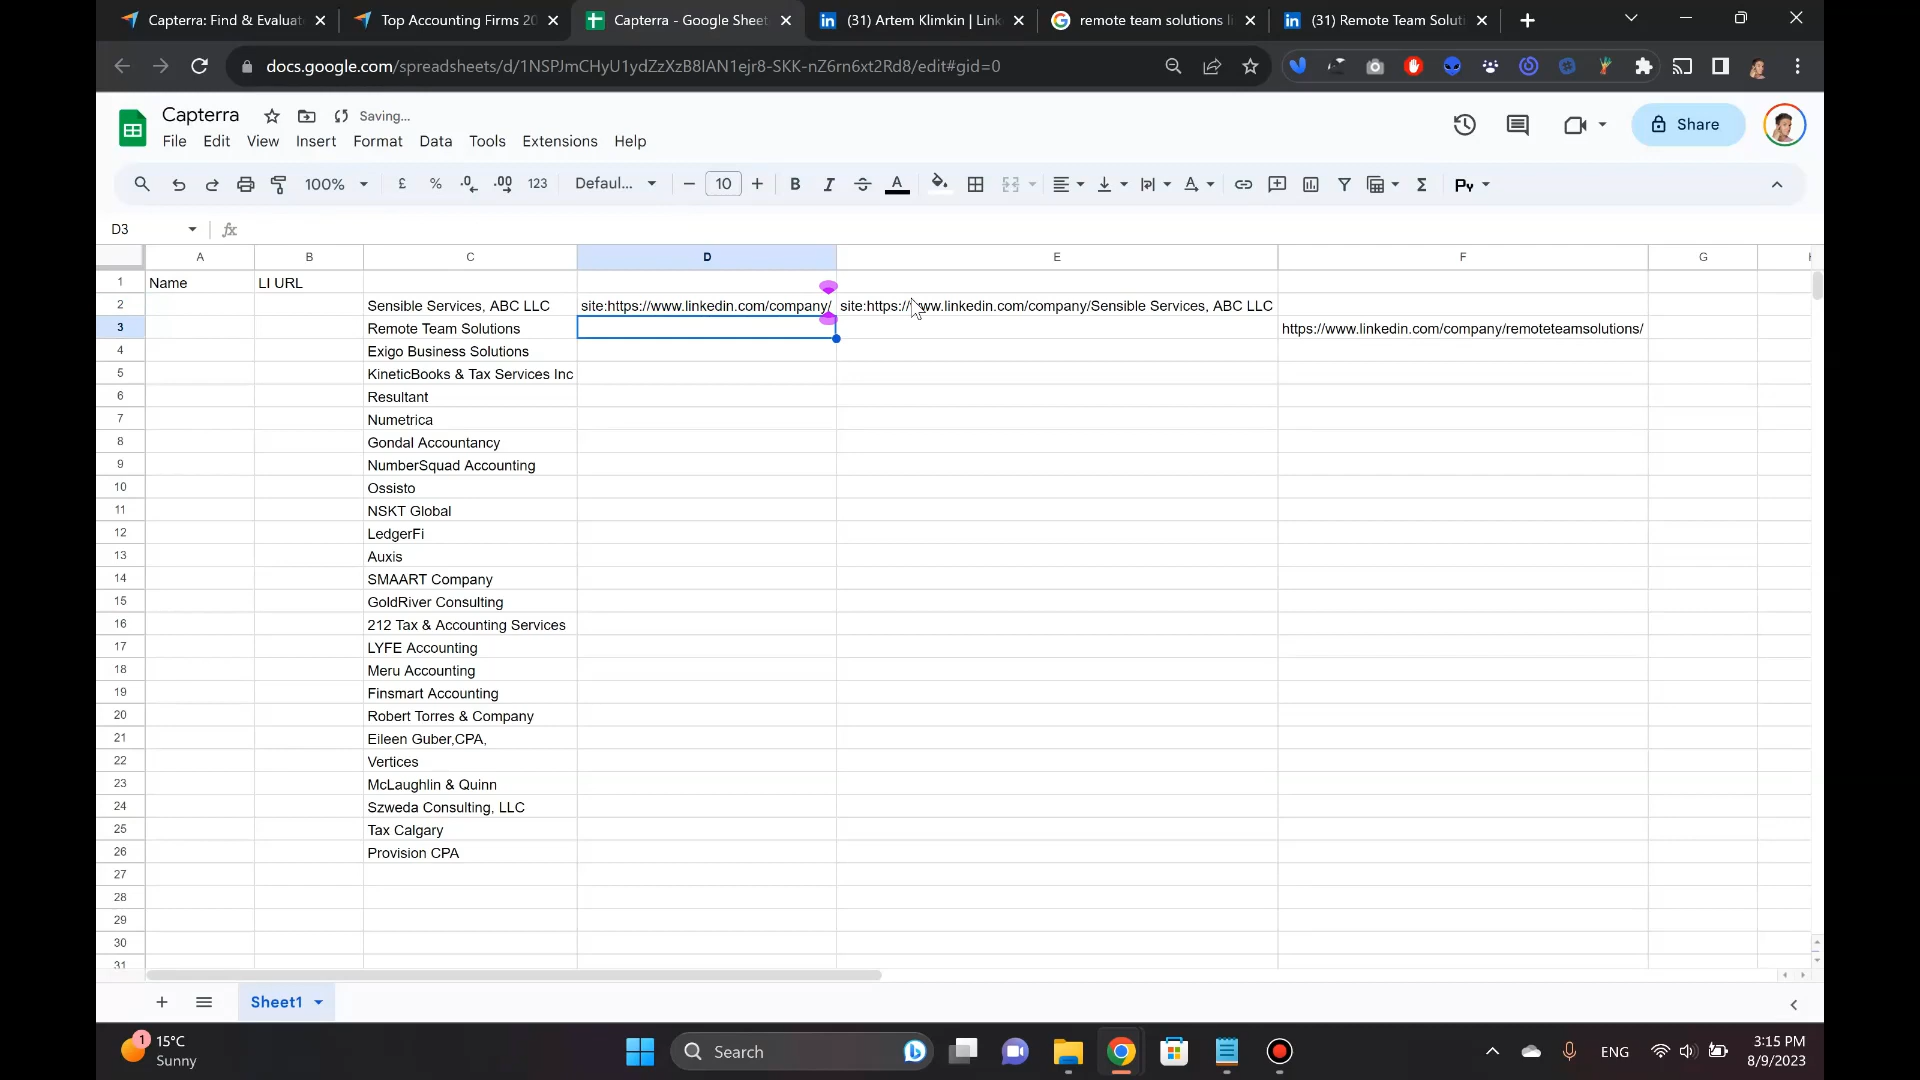 Capterra: Find & Evaluat
Top Accounting Firms 20
Capterra - Google Sheet
(31) Artem Klimkin | Link
remote team solutions li
(31) Remote Team Soluti
docs.google.com/spreadsheets/d/1NSPJmCHyU1ydZzXzB8IAN1ejr8-SKK-nZ6rn6xt2Rd8/edit#gid=0
Capterra
Saving...
File Edit View Insert Format Data Tools Extensions Help
Share
100% £ % .0 .00 123 Defaul... 10 B I A Σ Py
D3 fx
A B C D E F G
1 Name LI URL
2 Sensible Services, ABC LLC site:https://www.linkedin.com/company/ site:https://www.linkedin.com/company/Sensible Services, ABC LLC
3 Remote Team Solutions https://www.linkedin.com/company/remoteteamsolutions/
4 Exigo Business Solutions
5 KineticBooks & Tax Services Inc
6 Resultant
7 Numetrica
8 Gondal Accountancy
9 NumberSquad Accounting
10 Ossisto
11 NSKT Global
12 LedgerFi
13 Auxis
14 SMAART Company
15 GoldRiver Consulting
16 212 Tax & Accounting Services
17 LYFE Accounting
18 Meru Accounting
19 Finsmart Accounting
20 Robert Torres & Company
21 Eileen Guber,CPA,
22 Vertices
23 McLaughlin & Quinn
24 Szweda Consulting, LLC
25 Tax Calgary
26 Provision CPA
27
28
29
30
31
Sheet1
1
15°C
Sunny
Search
ENG
3:15 PM
8/9/2023